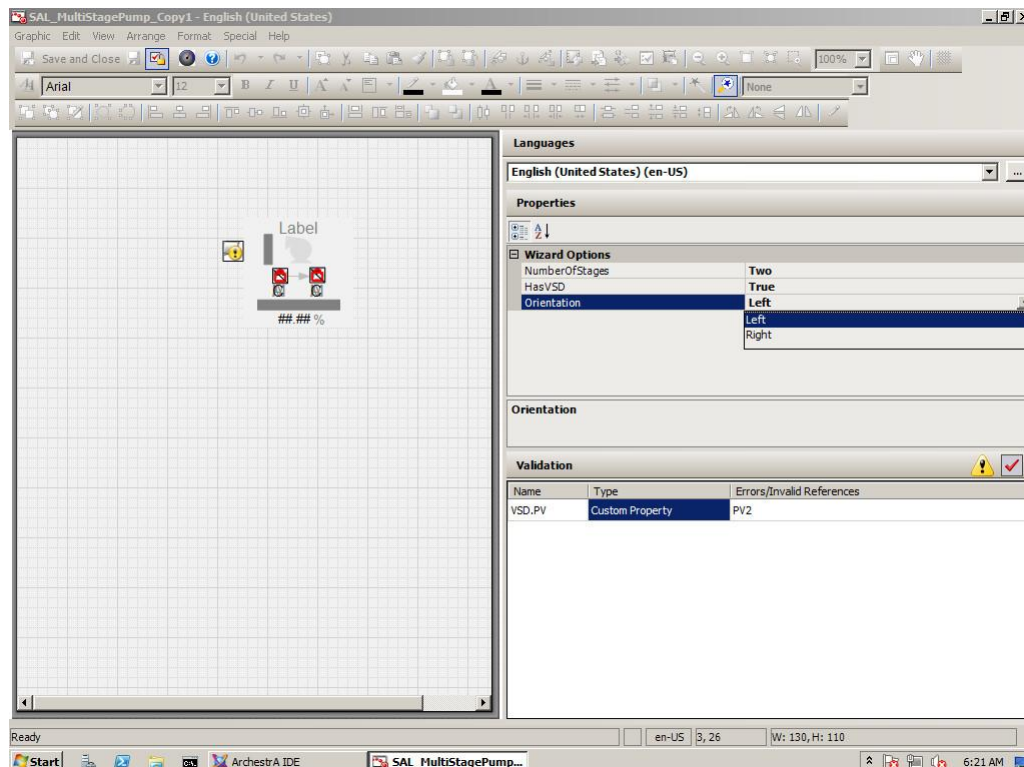 SAL_MultiStagePump_Copy1 - English (United States)
Graphic Edit View Arrange Format Special Help
Save and Close
100%
Arial
12
B I U
None
Languages
English (United States) (en-US)
...
Properties
Wizard Options
NumberOfStages Two
HasVSD True
Orientation Left
Left
Right
Label
##.## %
Orientation
Validation
Name Type Errors/Invalid References
VSD.PV Custom Property PV2
Ready
en-US 3, 26 W: 130, H: 110
Start
ArchestrA IDE
SAL_MultiStagePump...
6:21 AM